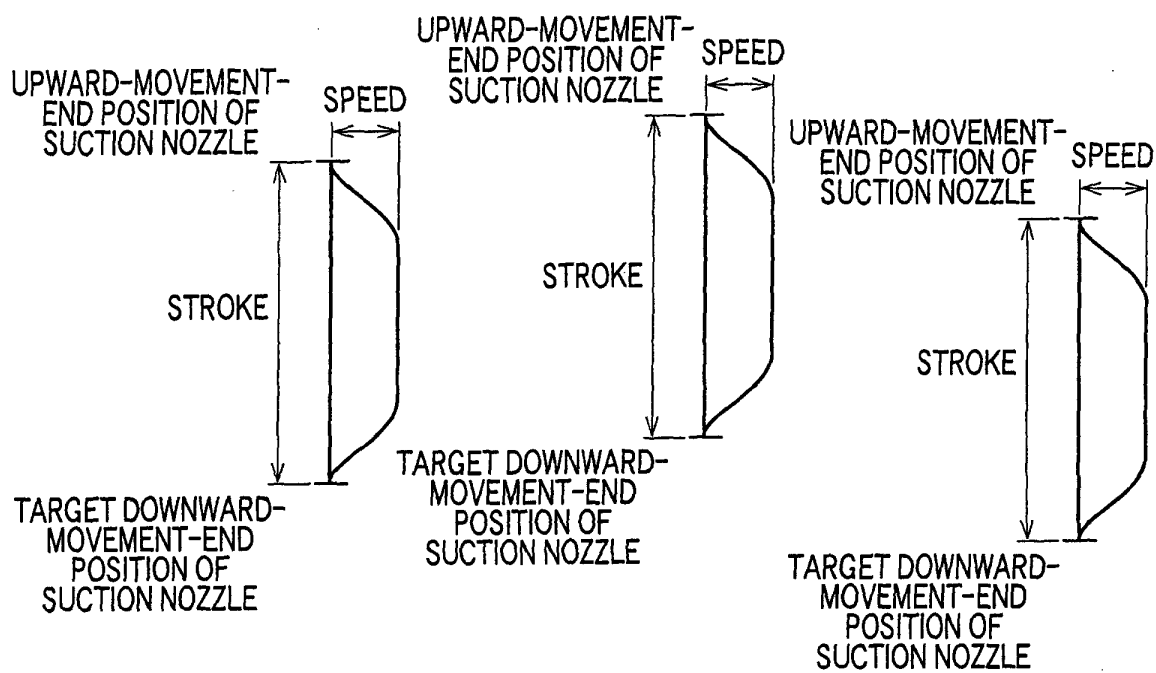 UPWARD-MOVEMENT-
END POSITION OF
SUCTION NOZZLE
SPEED
STROKE
TARGET DOWNWARD-
MOVEMENT-END
POSITION OF
SUCTION NOZZLE
UPWARD-MOVEMENT-
END POSITION OF
SUCTION NOZZLE
SPEED
STROKE
TARGET DOWNWARD-
MOVEMENT-END
POSITION OF
SUCTION NOZZLE
UPWARD-MOVEMENT-
END POSITION OF
SUCTION NOZZLE
SPEED
STROKE
TARGET DOWNWARD-
MOVEMENT-END
POSITION OF
SUCTION NOZZLE